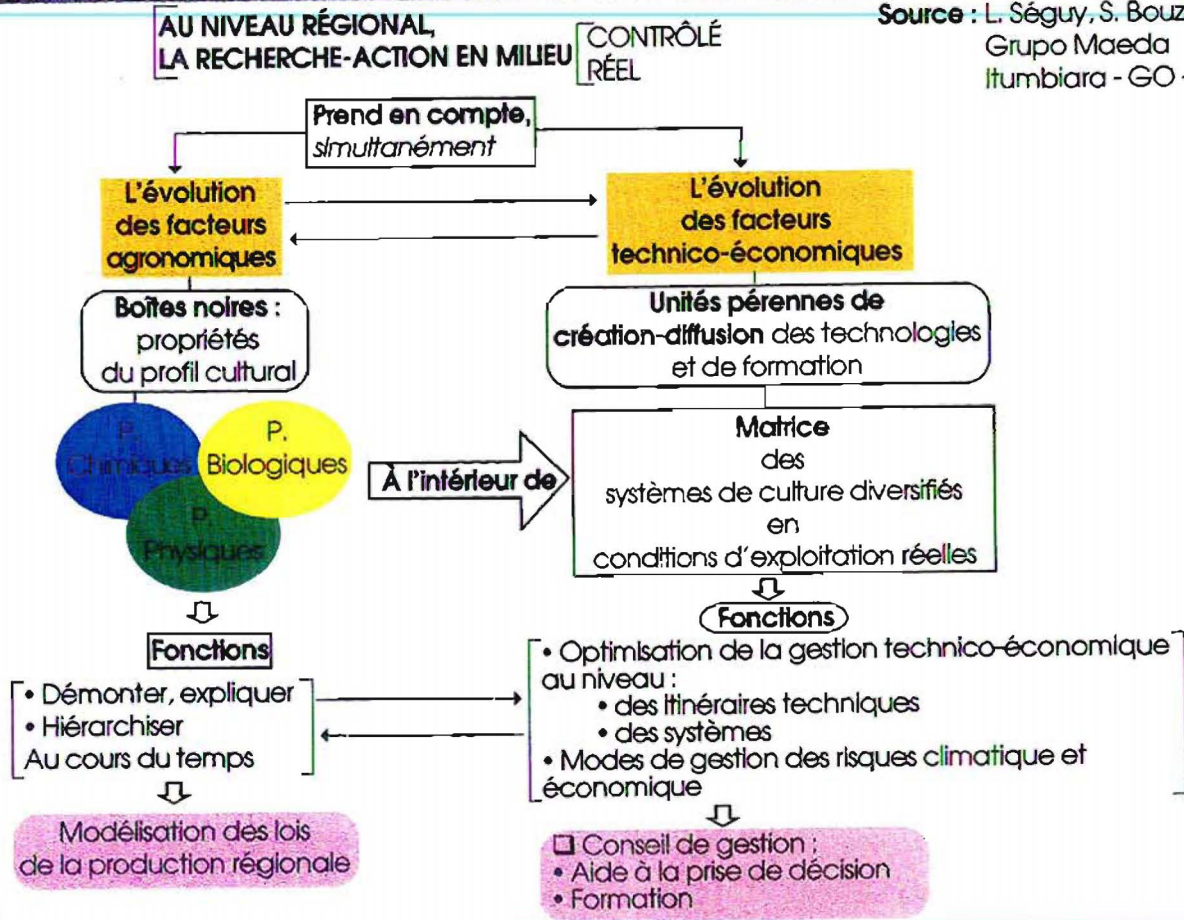 AU NIVEAU RÉGIONAL,
LA RECHERCHE-ACTION EN MILIEU
CONTRÔLÉ
RÉEL
Source : L. Séguy, S. Bouz
Grupo Maeda
Itumbiara - GO -
Prend en compte,
simultanément
L'évolution
des facteurs
agronomiques
L'évolution
des facteurs
technico-économiques
Boîtes noires :
propriétés
du profil cultural
Unités pérennes de
création-diffusion des technologies
et de formation
P.
Chimiques
P.
Biologiques
P.
Physiques
À l'intérieur de
Matrice
des
systèmes de culture diversifiés
en
conditions d'exploitation réelles
Fonctions
• Démonter, expliquer
• Hiérarchiser
Au cours du temps
Fonctions
• Optimisation de la gestion technico-économique
au niveau :
• des itinéraires techniques
• des systèmes
• Modes de gestion des risques climatique et
économique
Modélisation des lois
de la production régionale
❑ Conseil de gestion :
• Aide à la prise de décision
• Formation